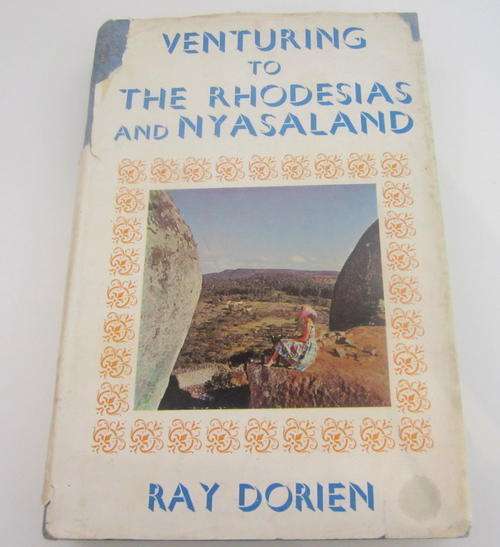 VENTURING
TO
THE RHODESIAS
AND NYASALAND
RAY DORIEN